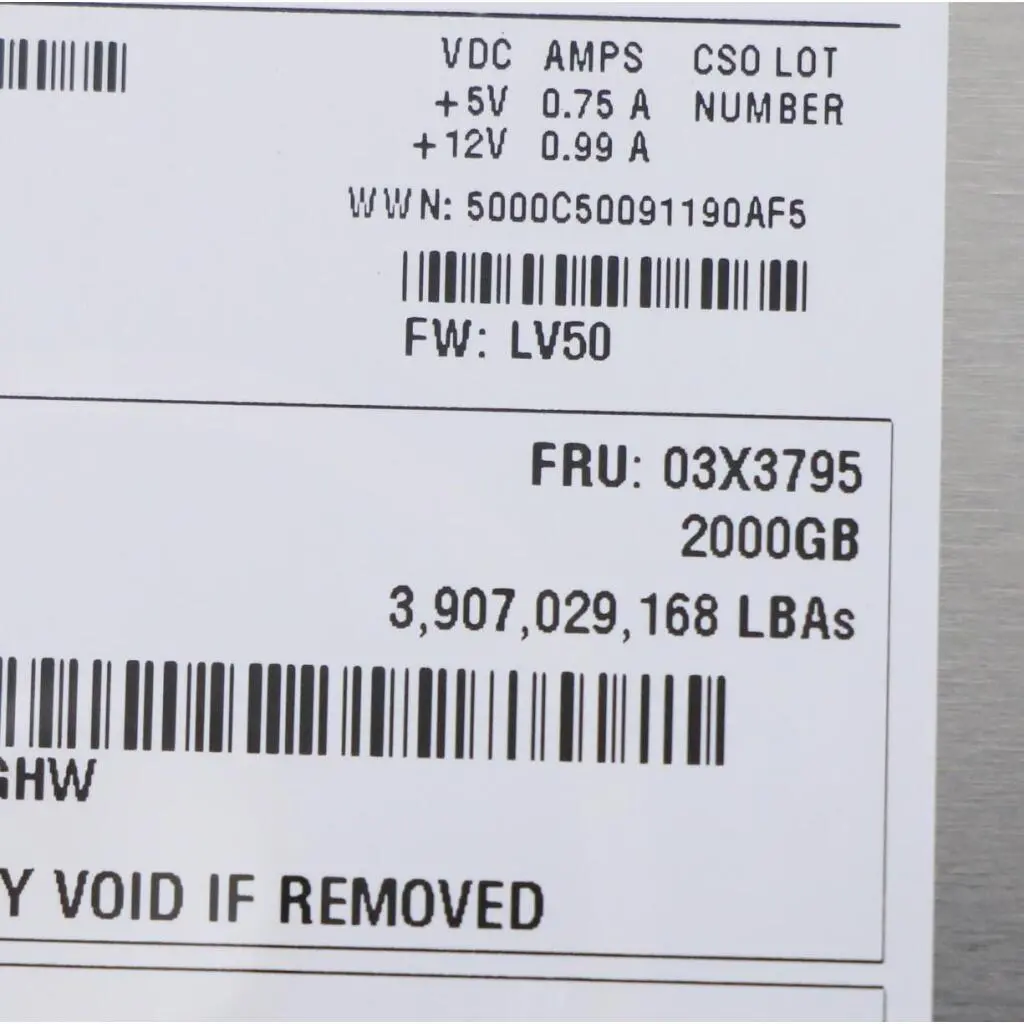 VDC AMPS CSO LOT
+5V 0.75 A NUMBER
+12V 0.99 A
WWN: 5000C50091190AF5
FW: LV50
FRU: 03X3795
2000GB
3,907,029,168 LBAs
GHW
Y VOID IF REMOVED